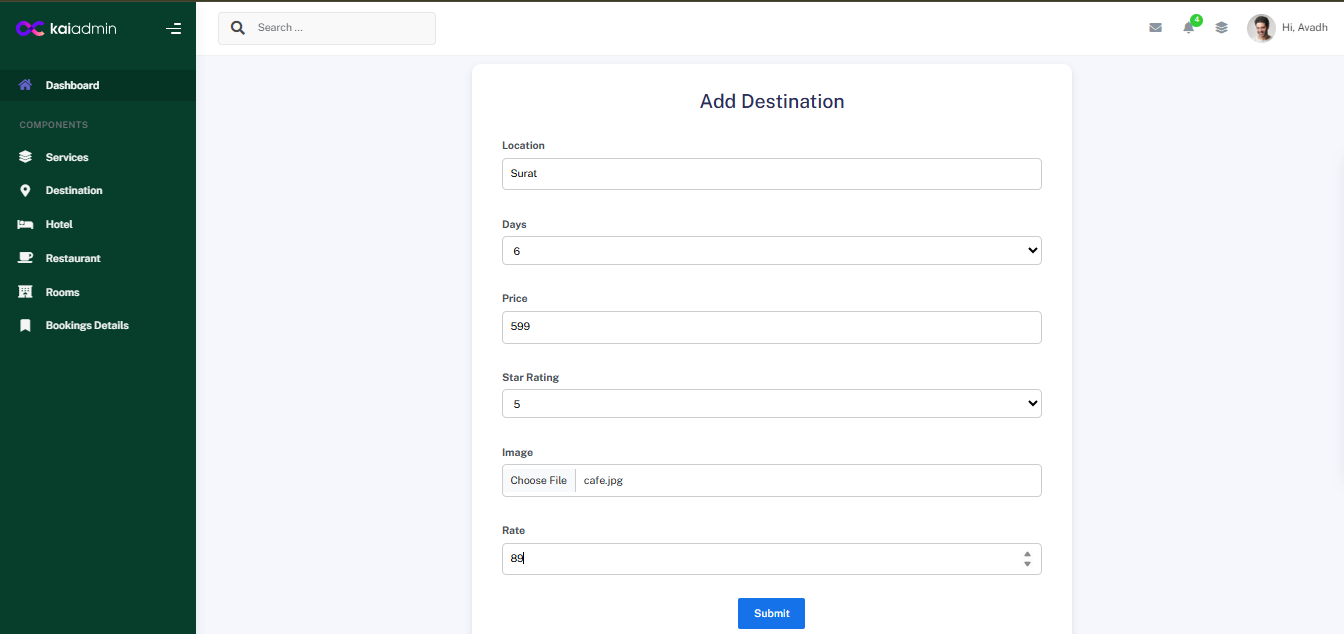 kaiadmin
Search ...
4
Hi, Avadh
Dashboard
COMPONENTS
Services
Destination
Hotel
Restaurant
Rooms
Bookings Details
Add Destination
Location
Surat
Days
6
Price
599
Star Rating
5
Image
Choose File cafe.jpg
Rate
89
Submit